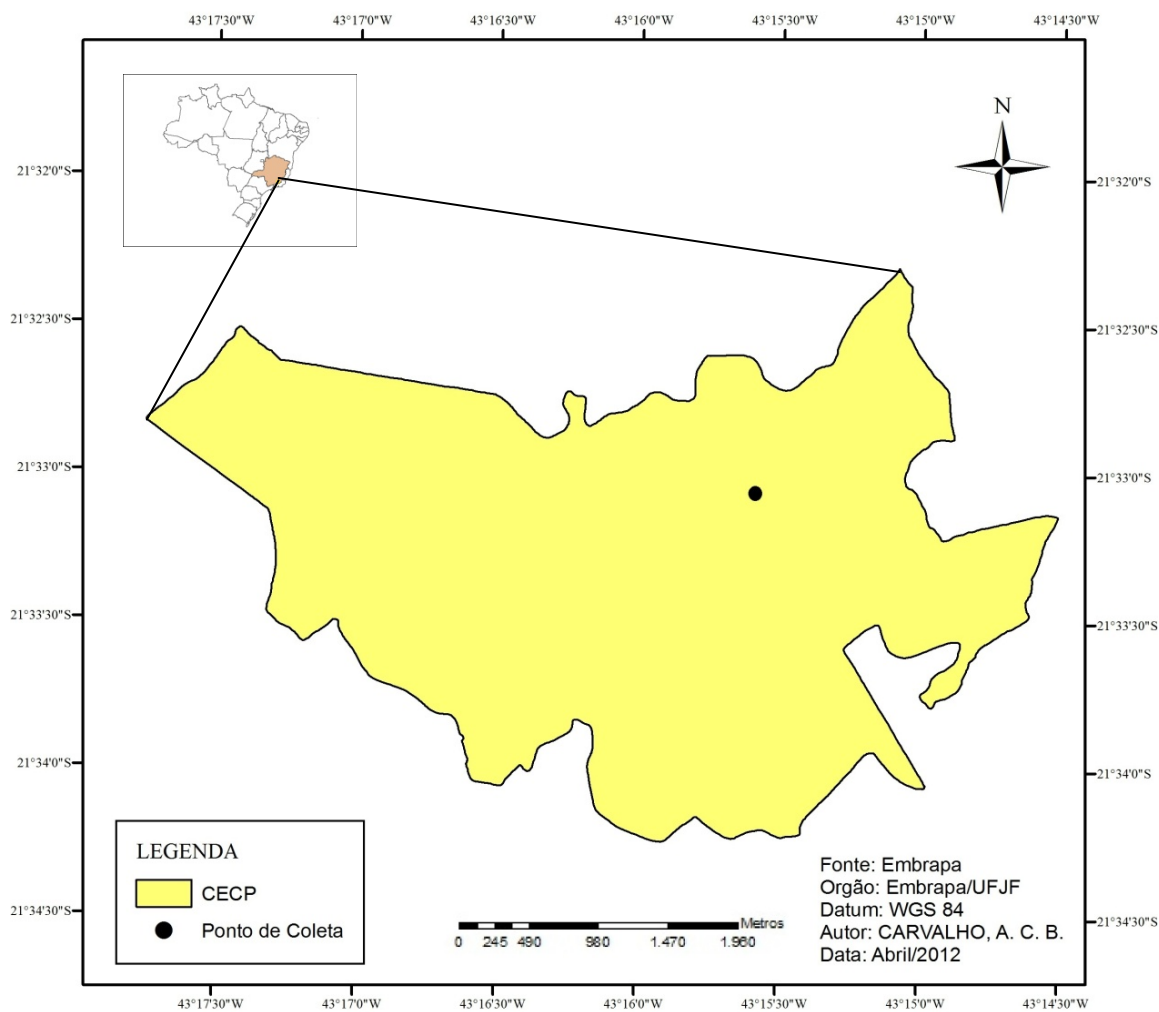 43°17'30"W
43°17'0"W
43°16'30"W
43°16'0"W
43°15'30"W
43°15'0"W
43°14'30"W
N
21°32'0"S
21°32'0"S
21°32'30"S
21°32'30"S
21°33'0"S
21°33'0"S
21°33'30"S
21°33'30"S
21°34'0"S
21°34'0"S
21°34'30"S
21°34'30"S
LEGENDA
CECP
Ponto de Coleta
Metros
0 245 490 980 1.470 1.960
Fonte: Embrapa
Orgão: Embrapa/UFJF
Datum: WGS 84
Autor: CARVALHO, A. C. B.
Data: Abril/2012
43°17'30"W
43°17'0"W
43°16'30"W
43°16'0"W
43°15'30"W
43°15'0"W
43°14'30"W